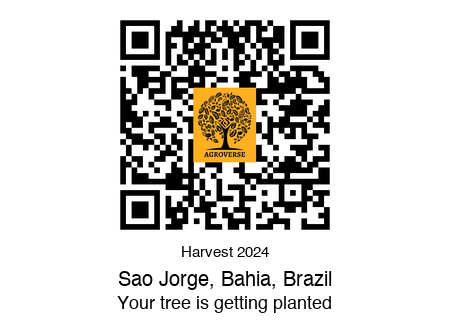 AGROVERSE
Harvest 2024
Sao Jorge, Bahia, Brazil
Your tree is getting planted